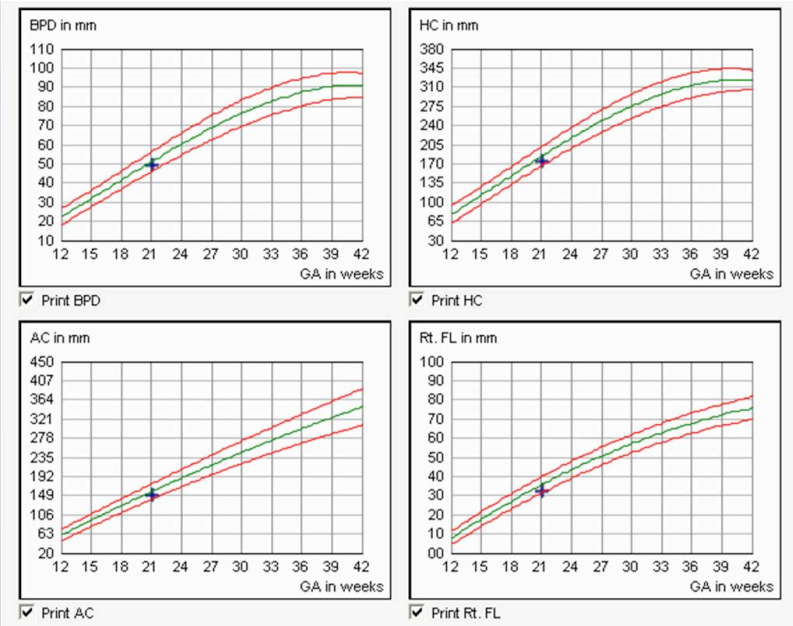 BPD in mm
110
100
90
80
70
60
50
40
30
20
10
12 15 18 21 24 27 30 33 36 39 42
GA in weeks
Print BPD
HC in mm
380
345
310
275
240
205
170
135
100
65
30
12 15 18 21 24 27 30 33 36 39 42
GA in weeks
Print HC
AC in mm
450
407
364
321
278
235
192
149
106
63
20
12 15 18 21 24 27 30 33 36 39 42
GA in weeks
Print AC
Rt. FL in mm
100
90
80
70
60
50
40
30
20
10
00
12 15 18 21 24 27 30 33 36 39 42
GA in weeks
Print Rt. FL